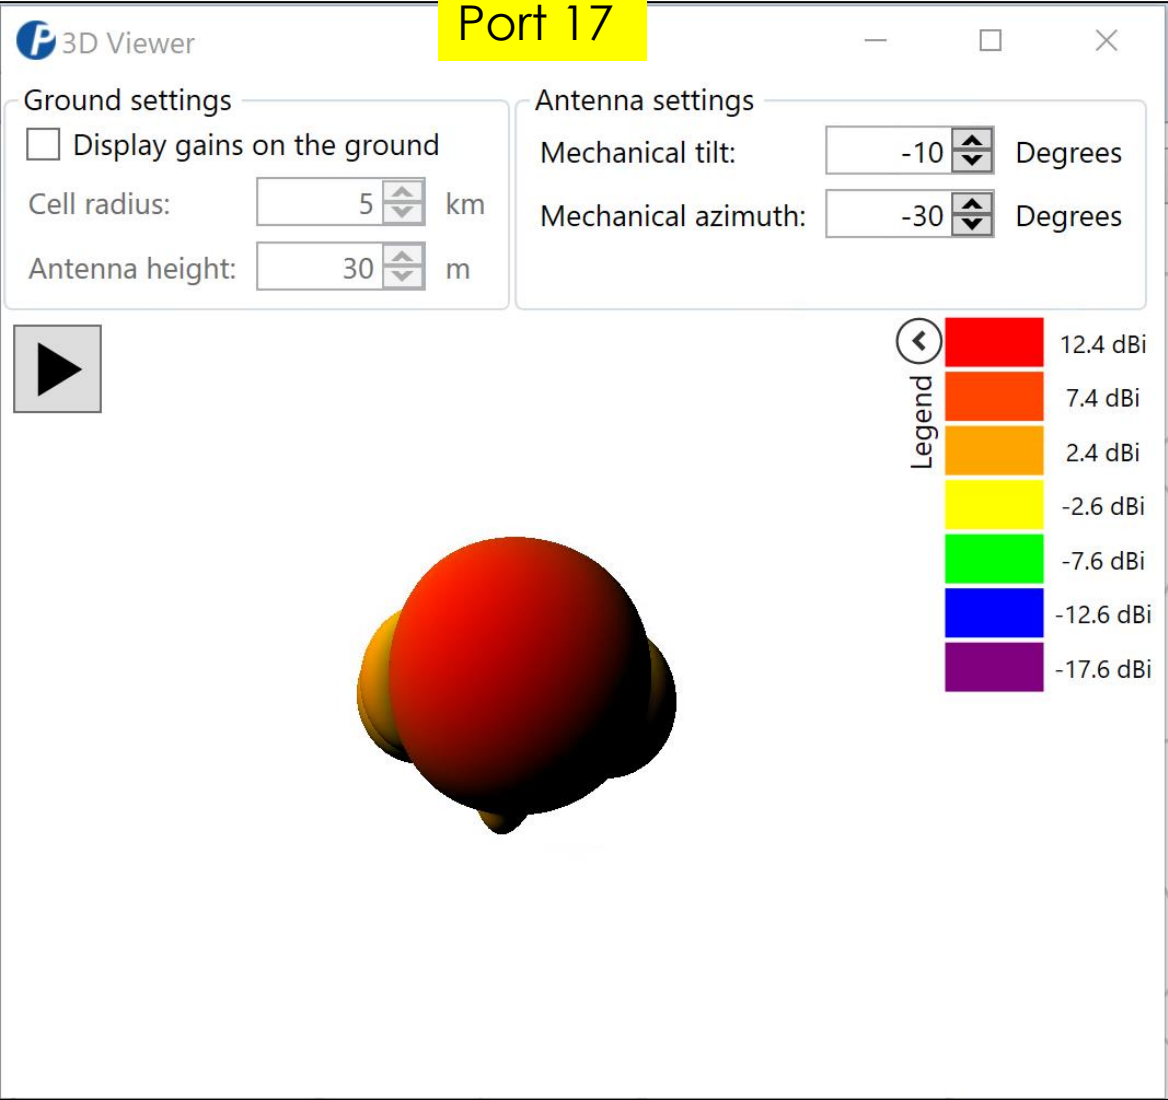 Port 17
3D Viewer
Ground settings
Display gains on the ground
Cell radius: 5 km
Antenna height: 30 m
Antenna settings
Mechanical tilt: -10 Degrees
Mechanical azimuth: -30 Degrees
Legend
12.4 dBi
7.4 dBi
2.4 dBi
-2.6 dBi
-7.6 dBi
-12.6 dBi
-17.6 dBi